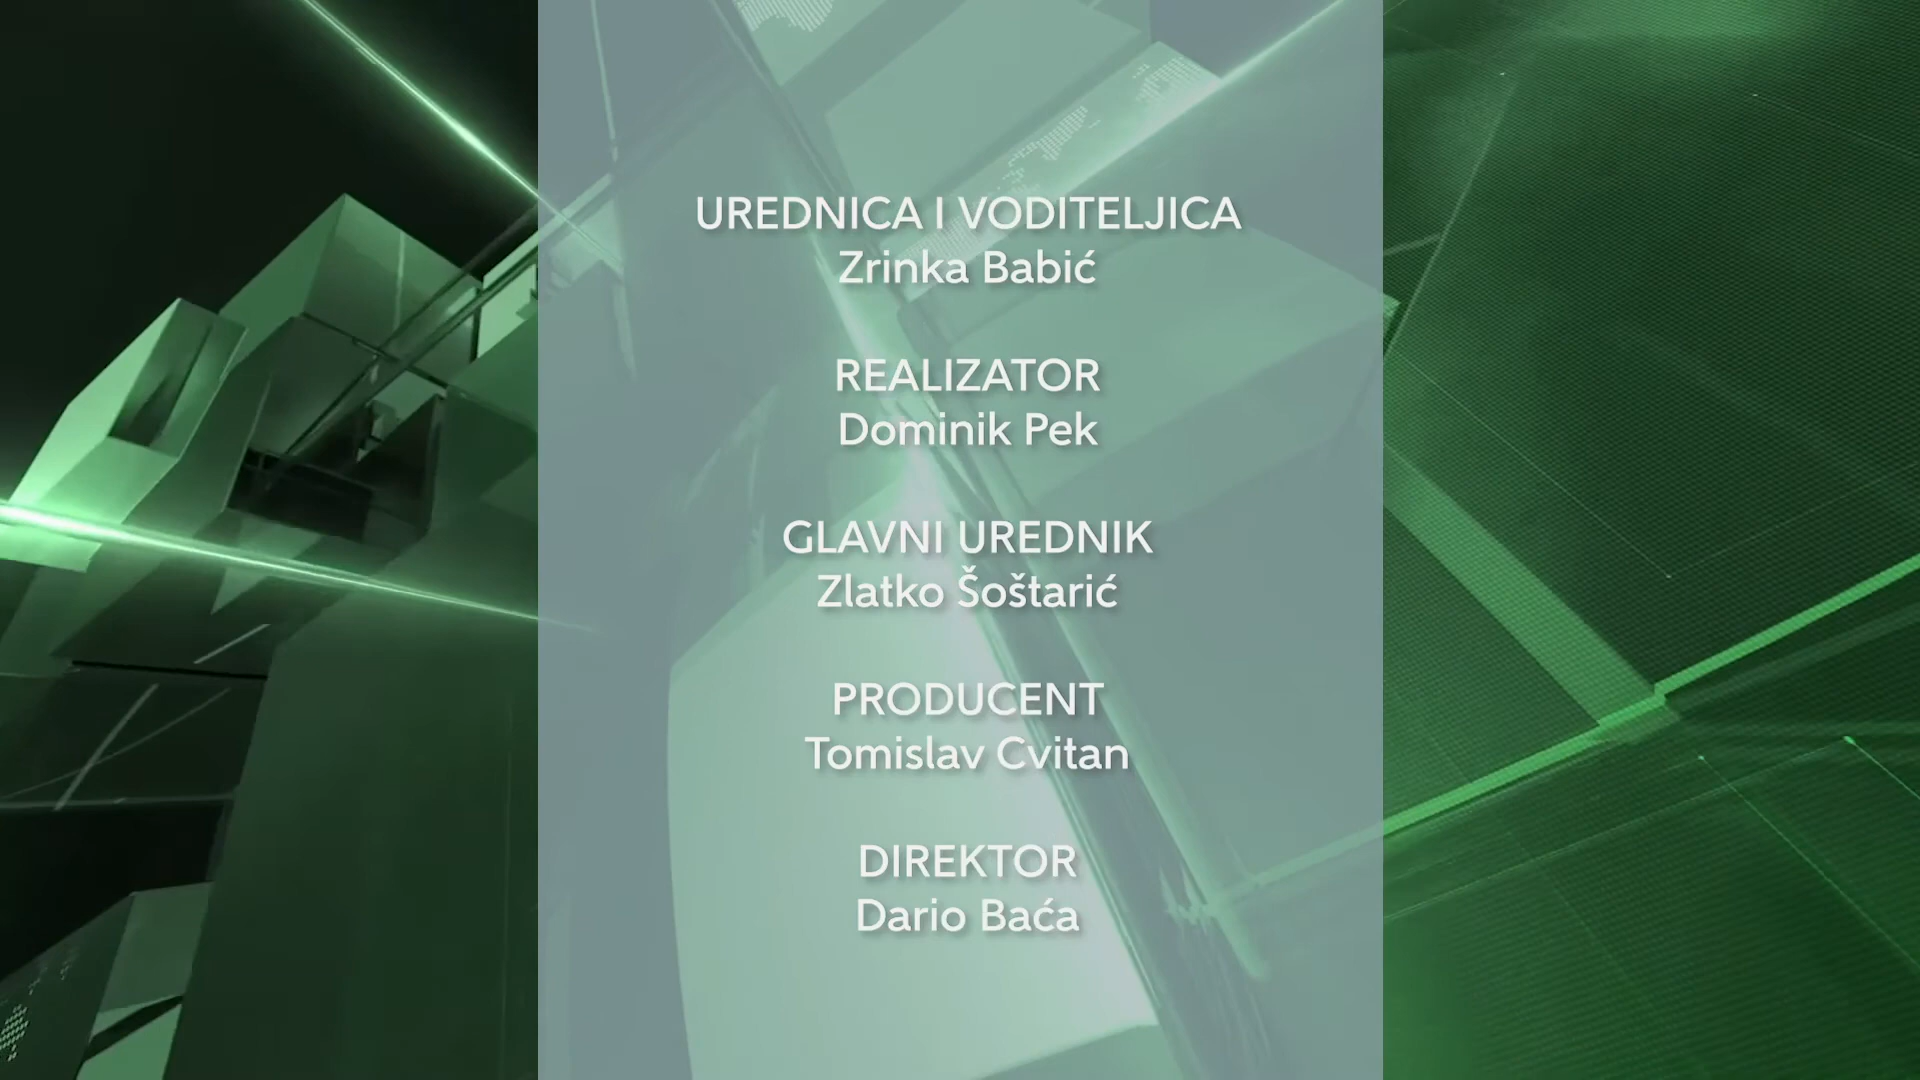 UREDNICA I VODITELJICA
Zrinka Babić
REALIZATOR
Dominik Pek
GLAVNI UREDNIK
Zlatko Šoštarić
PRODUCENT
Tomislav Cvitan
DIREKTOR
Dario Baća